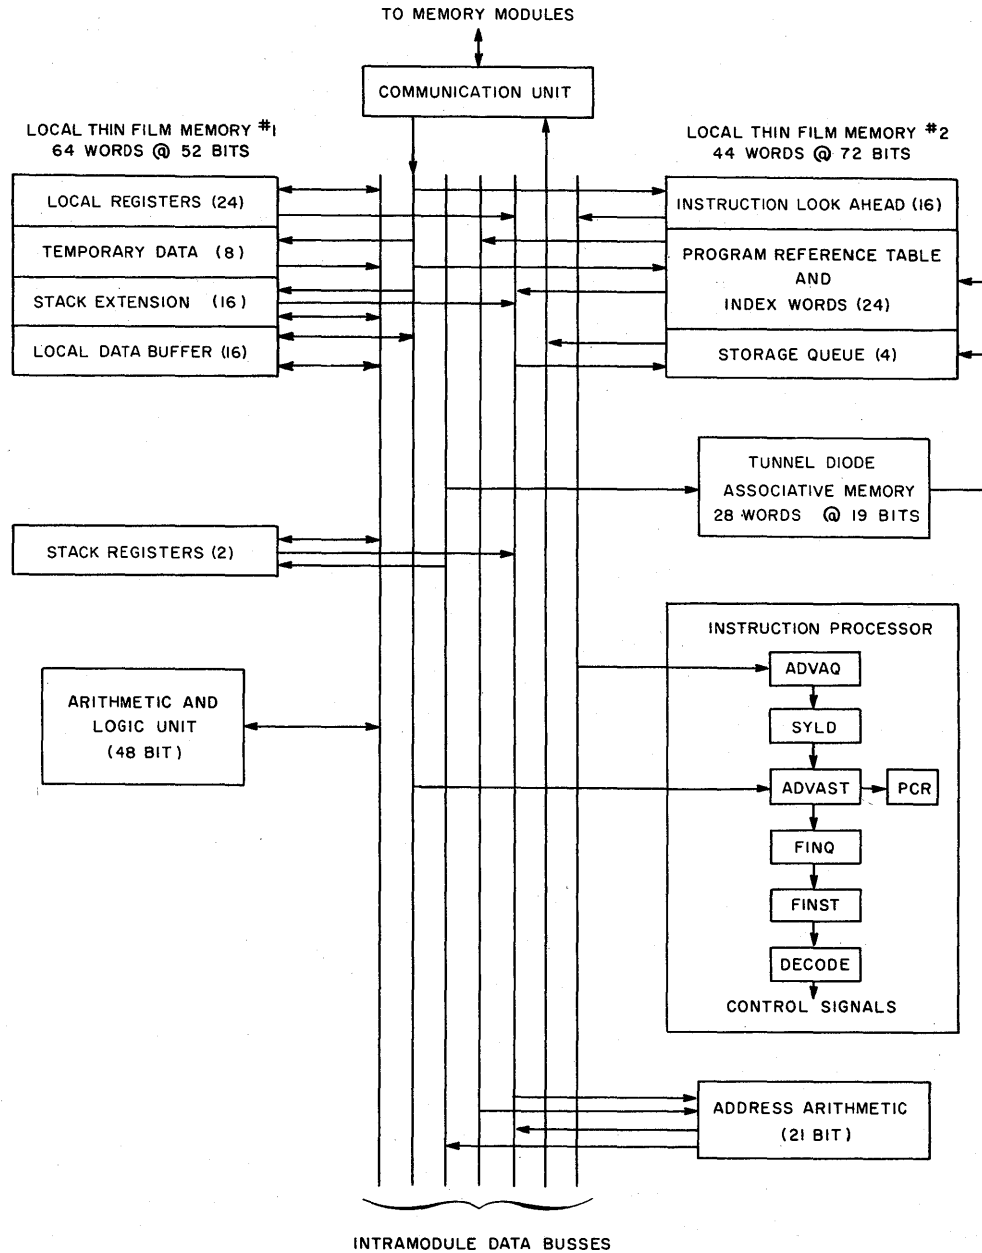 TO MEMORY MODULES
COMMUNICATION UNIT
LOCAL THIN FILM MEMORY #1
64 WORDS @ 52 BITS
LOCAL REGISTERS (24)
TEMPORARY DATA (8)
STACK EXTENSION (16)
LOCAL DATA BUFFER (16)
LOCAL THIN FILM MEMORY #2
44 WORDS @ 72 BITS
INSTRUCTION LOOK AHEAD (16)
PROGRAM REFERENCE TABLE
AND
INDEX WORDS (24)
STORAGE QUEUE (4)
TUNNEL DIODE
ASSOCIATIVE MEMORY
28 WORDS @ 19 BITS
STACK REGISTERS (2)
ARITHMETIC AND
LOGIC UNIT
(48 BIT)
INSTRUCTION PROCESSOR
ADVAQ
SYLD
ADVAST
PCR
FINQ
FINST
DECODE
CONTROL SIGNALS
ADDRESS ARITHMETIC
(21 BIT)
INTRAMODULE DATA BUSSES